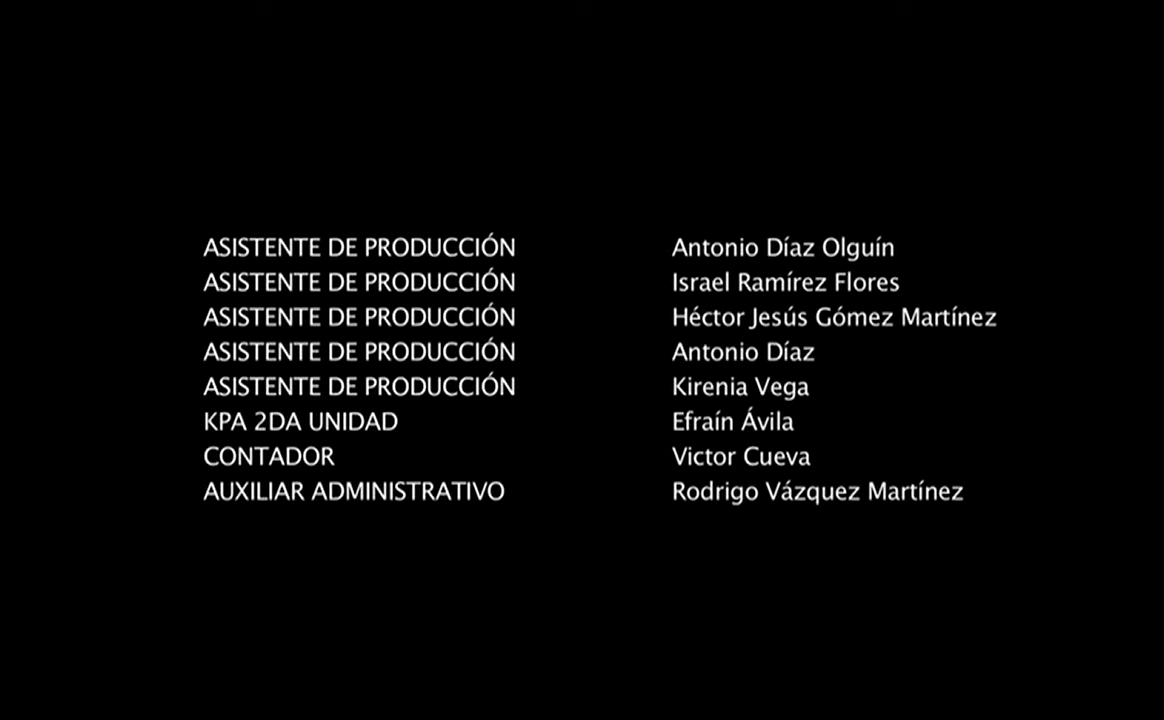 ASISTENTE DE PRODUCCIÓN Antonio Díaz Olguín
ASISTENTE DE PRODUCCIÓN Israel Ramírez Flores
ASISTENTE DE PRODUCCIÓN Héctor Jesús Gómez Martínez
ASISTENTE DE PRODUCCIÓN Antonio Díaz
ASISTENTE DE PRODUCCIÓN Kirenia Vega
KPA 2DA UNIDAD Efraín Ávila
CONTADOR Victor Cueva
AUXILIAR ADMINISTRATIVO Rodrigo Vázquez Martínez